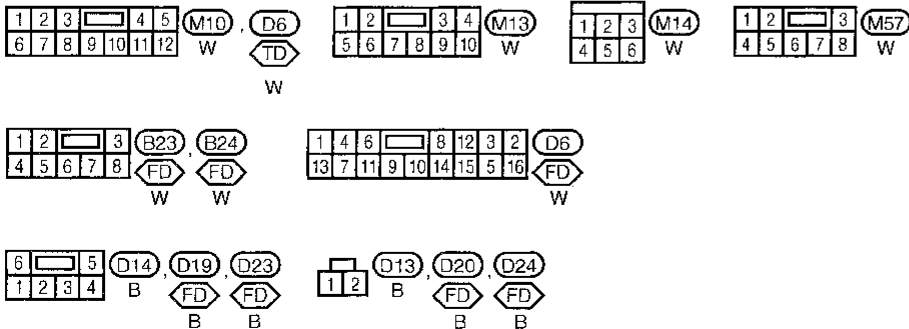 1 2 3 4 5 M10 , D6 1 2 3 4 M13 1 2 3 M14 1 2 3 M57
6 7 8 9 10 11 12 W TD 5 6 7 8 9 10 W 4 5 6 W 4 5 6 7 8 W
W
1 2 3 B23 , B24 1 4 6 8 12 3 2 D6
4 5 6 7 8 FD FD 13 7 11 9 10 14 15 5 16 FD
W W W
6 5 D14 , D19 , D23 D13 , D20 , D24
1 2 3 4 B FD FD 1 2 B FD FD
B B B B